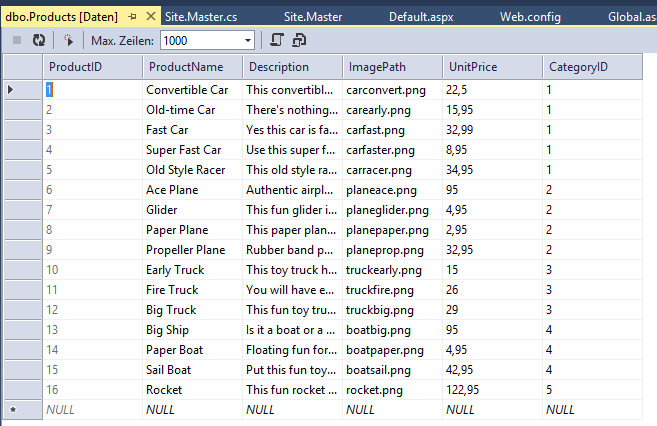 dbo.Products [Daten] Site.Master.cs Site.Master Default.aspx Web.config Global.as
Max. Zeilen: 1000
ProductID ProductName Description ImagePath UnitPrice CategoryID
1 Convertible Car This convertibl... carconvert.png 22,5 1
2 Old-time Car There's nothing... carearly.png 15,95 1
3 Fast Car Yes this car is fa... carfast.png 32,99 1
4 Super Fast Car Use this super f... carfaster.png 8,95 1
5 Old Style Racer This old style ra... carracer.png 34,95 1
6 Ace Plane Authentic airpl... planeace.png 95 2
7 Glider This fun glider i... planeglider.png 4,95 2
8 Paper Plane This paper plan... planepaper.png 2,95 2
9 Propeller Plane Rubber band p... planeprop.png 32,95 2
10 Early Truck This toy truck h... truckearly.png 15 3
11 Fire Truck You will have e... truckfire.png 26 3
12 Big Truck This fun toy tru... truckbig.png 29 3
13 Big Ship Is it a boat or a ... boatbig.png 95 4
14 Paper Boat Floating fun for... boatpaper.png 4,95 4
15 Sail Boat Put this fun toy... boatsail.png 42,95 4
16 Rocket This fun rocket ... rocket.png 122,95 5
NULL NULL NULL NULL NULL NULL